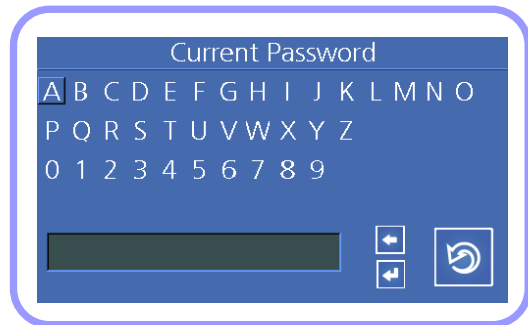 Current Password
A B C D E F G H I J K L M N O
P Q R S T U V W X Y Z
0 1 2 3 4 5 6 7 8 9